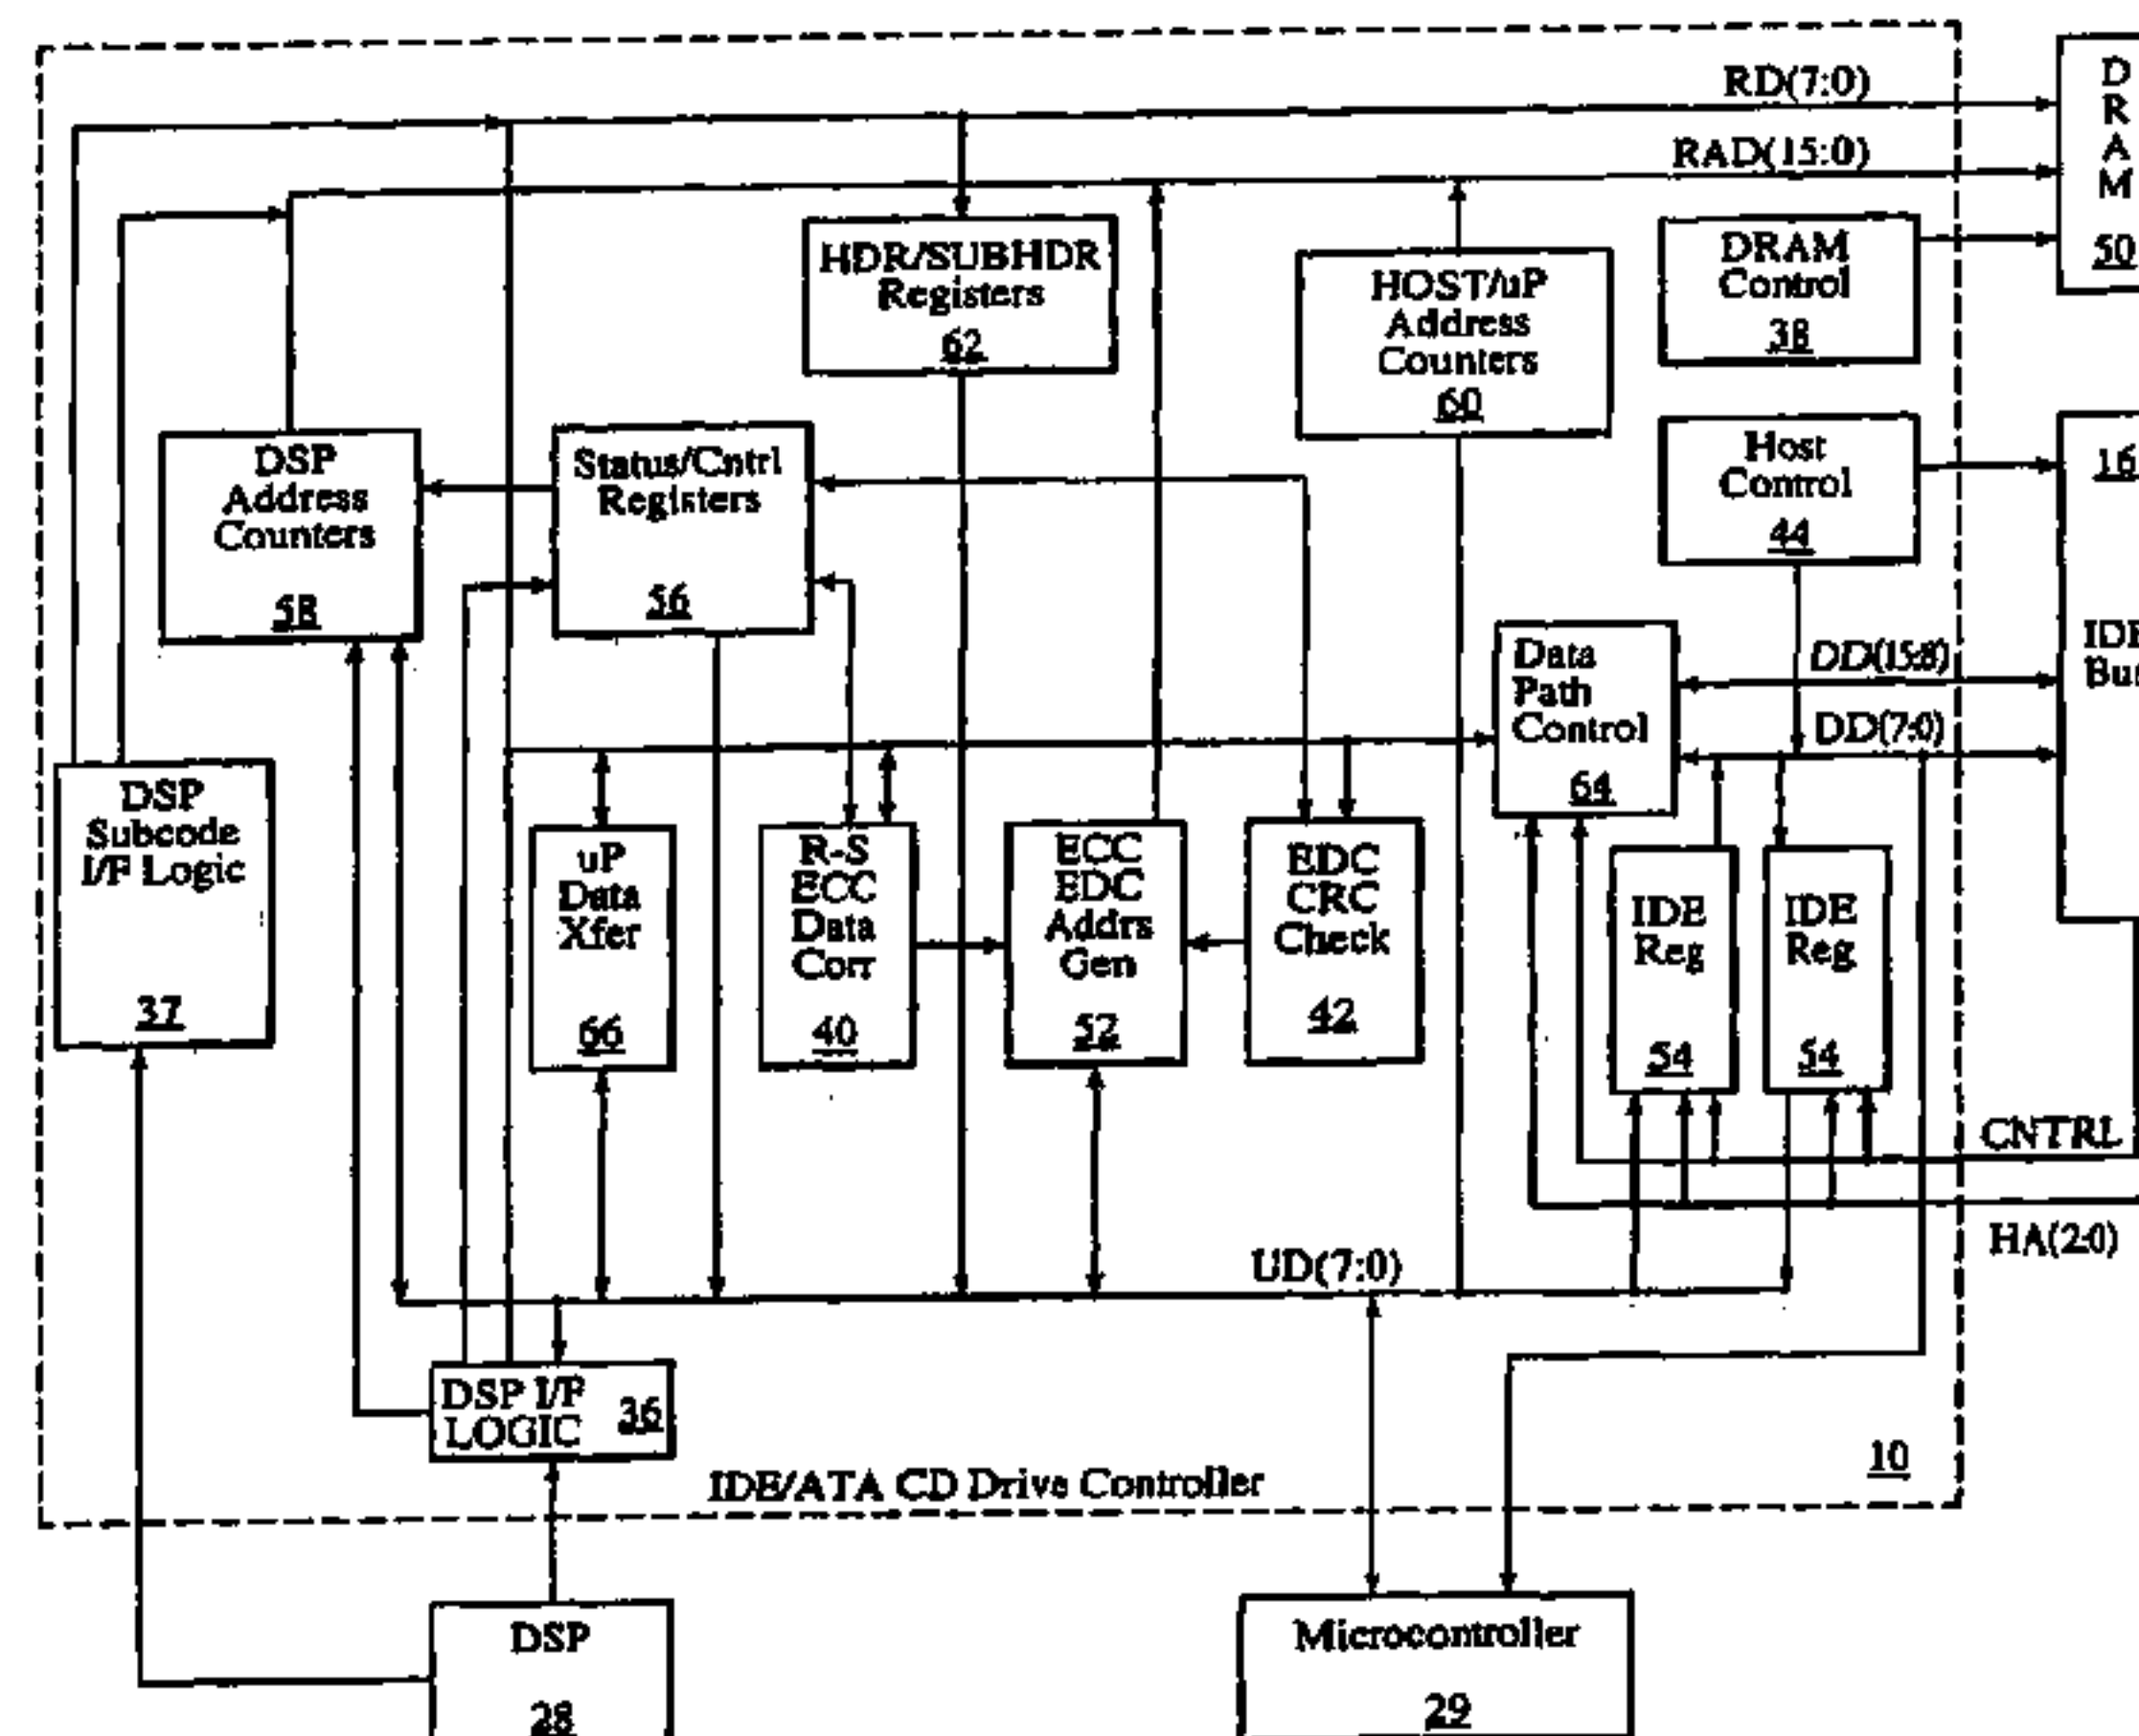 RD(7:0)
RAD(15:0)
D
R
A
M
50
HDR/SUBHDR
Registers
62
HOST/uP
Address
Counters
60
DRAM
Control
38
Host
Control
44
16
DSP
Address
Counters
58
Status/Cntrl
Registers
56
Data
Path
Control
64
DD(15:8)
DD(7:0)
DSP
Subcode
I/F Logic
37
uP
Data
Xfer
66
R-S
ECC
Data
Corr
40
ECC
EDC
Addrs
Gen
52
EDC
CRC
Check
42
IDE
Reg
54
IDE
Reg
54
CNTRL
HA(2:0)
UD(7:0)
DSP I/F
LOGIC
36
IDE/ATA CD Drive Controller
10
DSP
28
Microcontroller
29